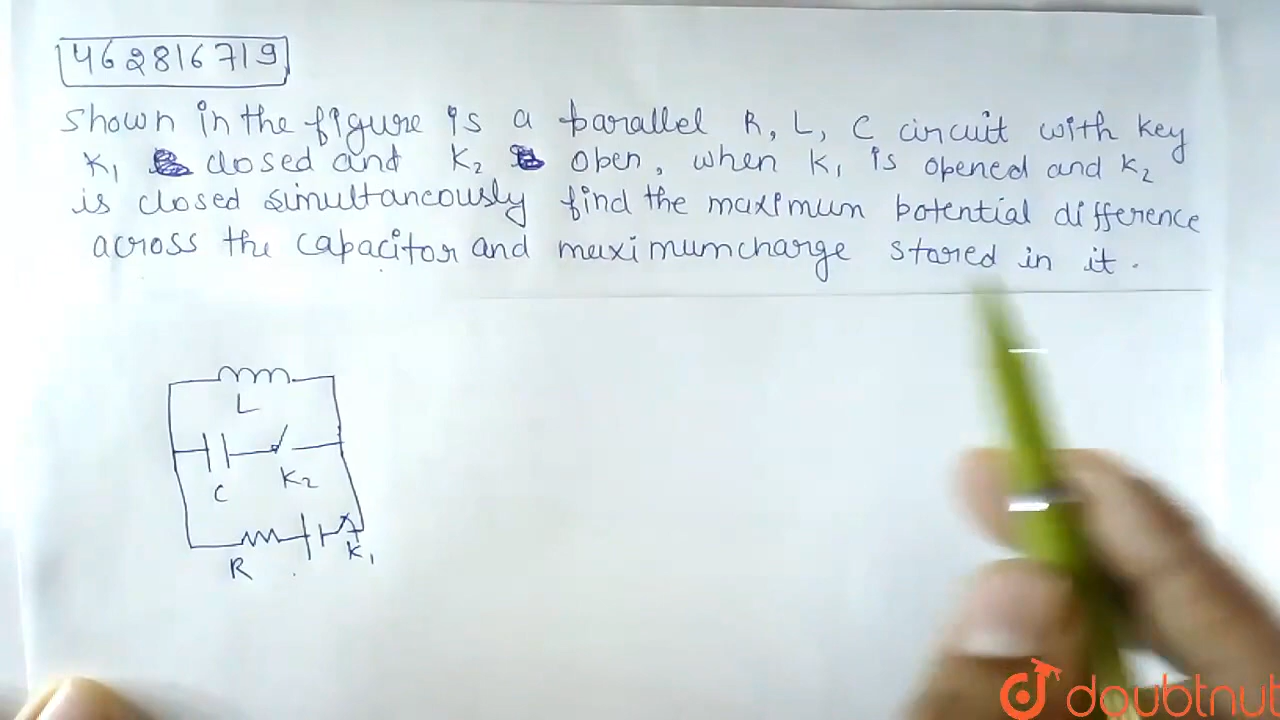 462816719
Shown in the figure is a parallel R, L, C circuit with key
K₁ closed and K₂ open, when K₁ is opened and K₂
is closed simultaneously find the maximum potential difference
across the capacitor and maximum charge stored in it.
L
C K₂
R K₁
doubtnut